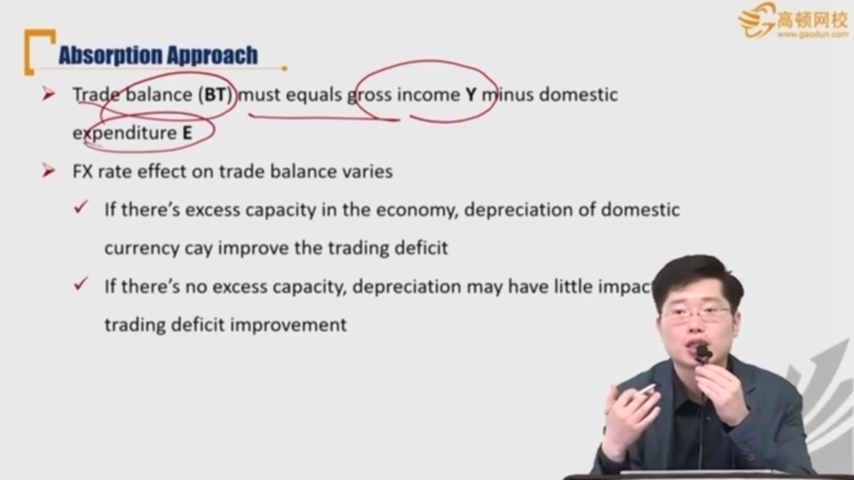 高顿网校
www.gaodun.com
Absorption Approach
Trade balance (BT) must equals gross income Y minus domestic
expenditure E
FX rate effect on trade balance varies
If there's excess capacity in the economy, depreciation of domestic
currency cay improve the trading deficit
If there's no excess capacity, depreciation may have little impac
trading deficit improvement